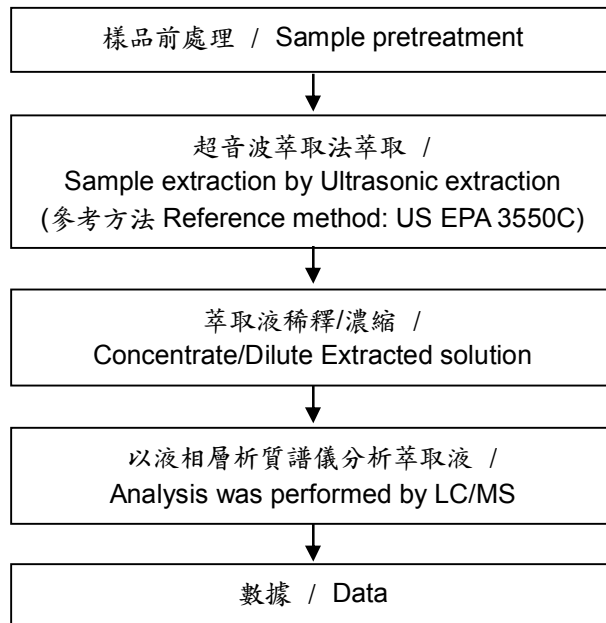 樣品前處理 / Sample pretreatment
超音波萃取法萃取 /
Sample extraction by Ultrasonic extraction
(參考方法 Reference method: US EPA 3550C)
萃取液稀釋/濃縮 /
Concentrate/Dilute Extracted solution
以液相層析質譜儀分析萃取液 /
Analysis was performed by LC/MS
數據 / Data